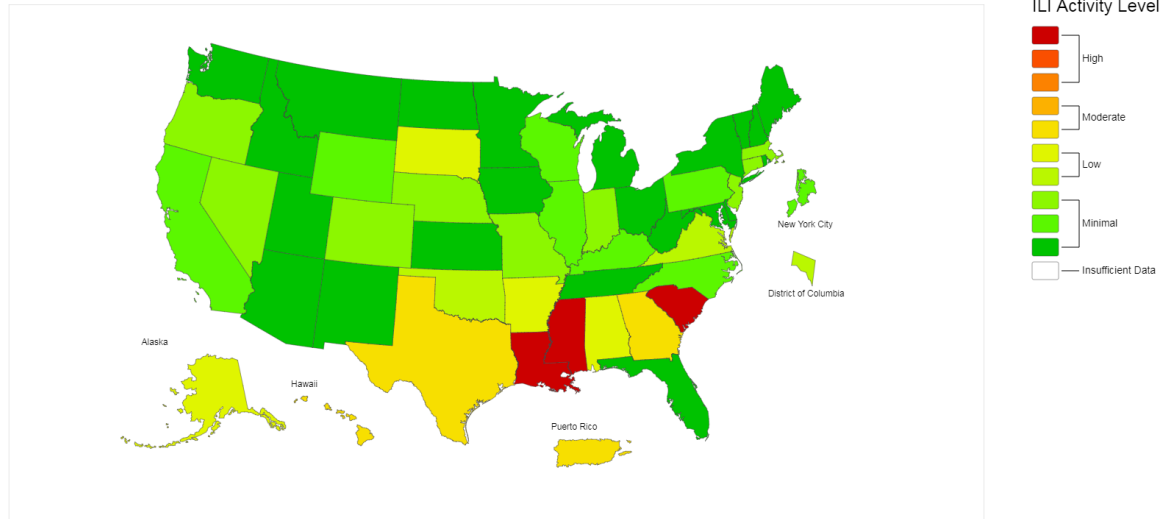 ILI Activity Level
High
Moderate
Low
Minimal
Insufficient Data
New York City
District of Columbia
Alaska
Hawaii
Puerto Rico